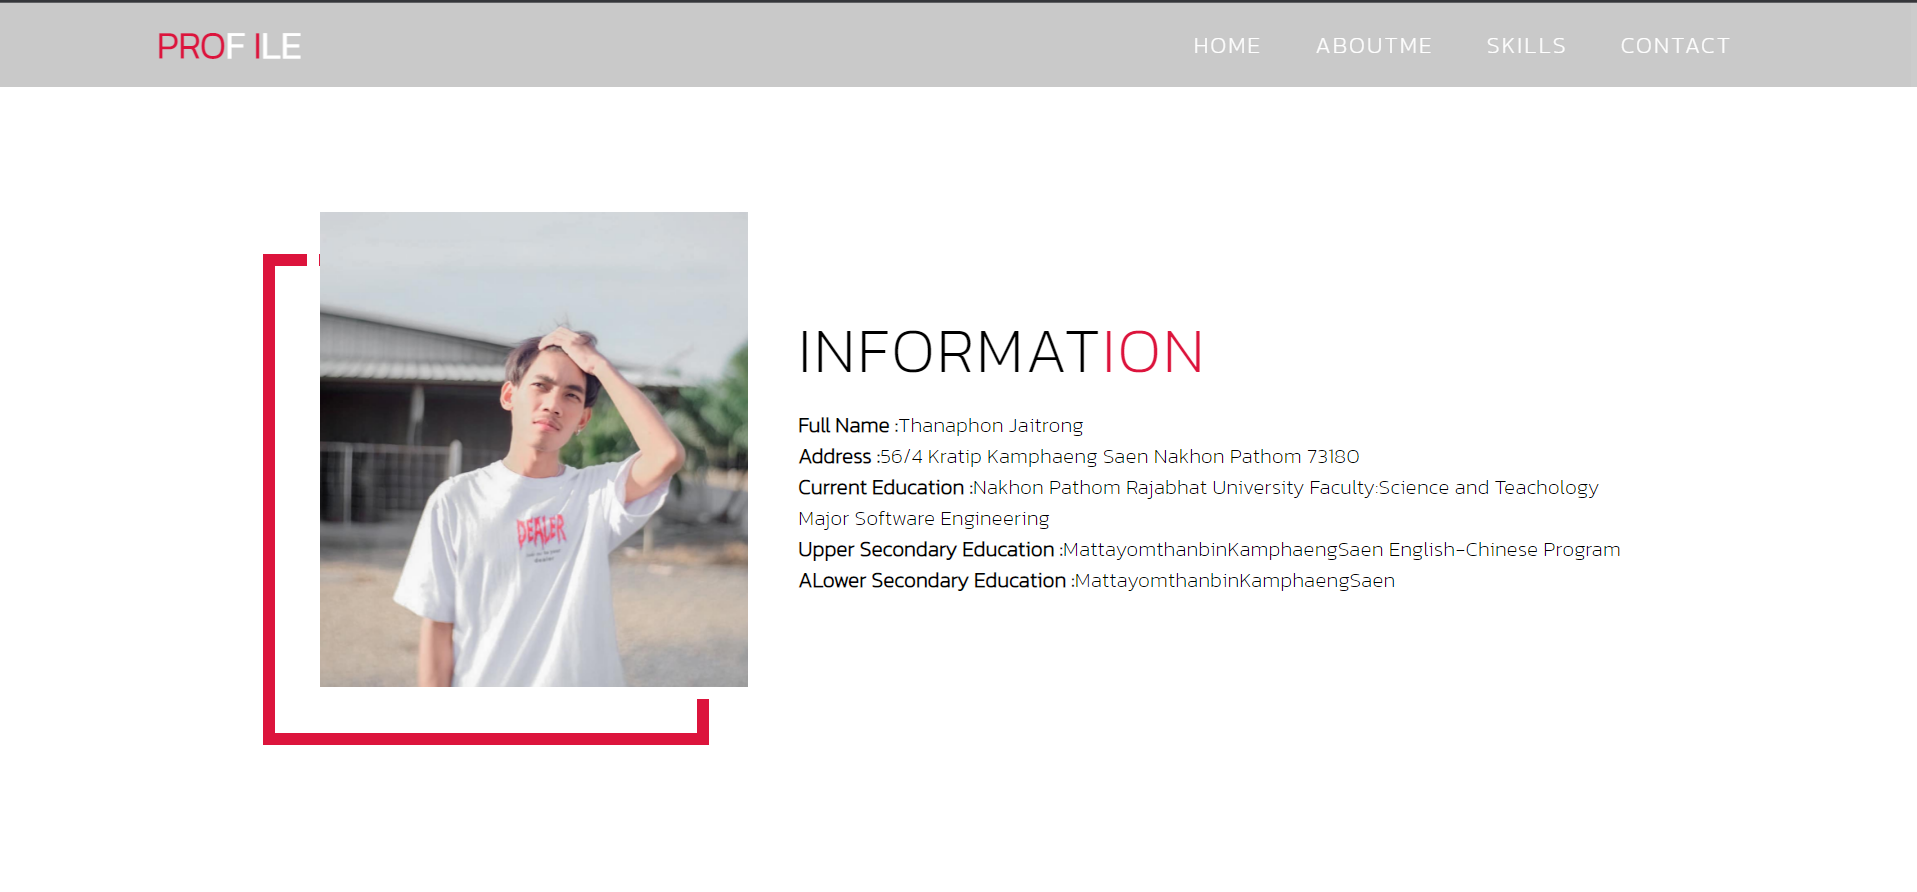 PROF ILE
HOME ABOUTME SKILLS CONTACT
INFORMATION
Full Name :Thanaphon Jaitrong
Address :56/4 Kratip Kamphaeng Saen Nakhon Pathom 73180
Current Education :Nakhon Pathom Rajabhat University Faculty:Science and Teachology
Major Software Engineering
Upper Secondary Education :MattayomthanbinKamphaengSaen English-Chinese Program
ALower Secondary Education :MattayomthanbinKamphaengSaen
DEALER